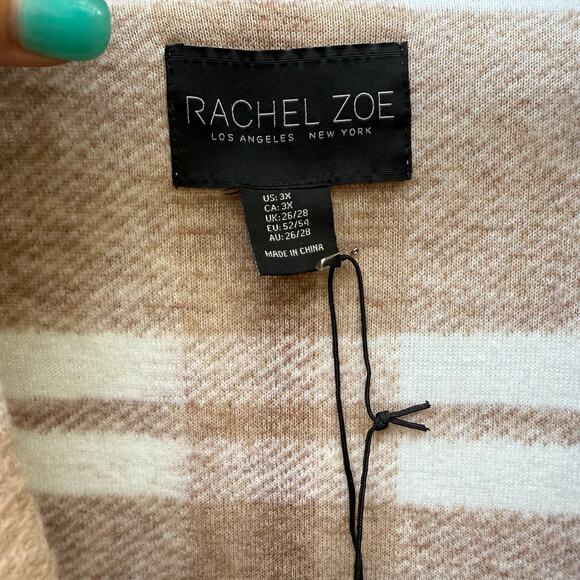 RACHEL ZOE
LOS ANGELES NEW YORK
US: 3X
CA: 3X
UK: 26/28
EU: 52/54
AU: 26/28
MADE IN CHINA